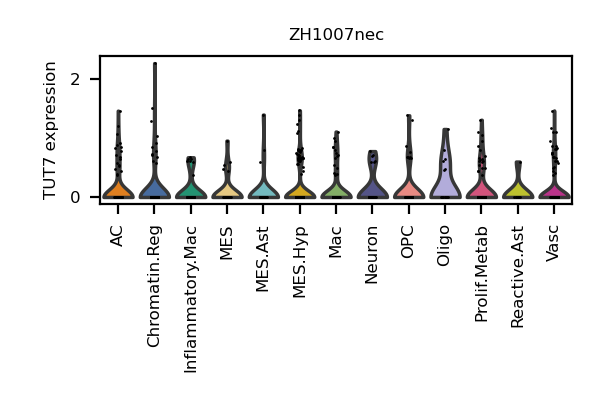 ZH1007nec
TUT7 expression
2
0
AC
Chromatin.Reg
Inflammatory.Mac
MES
MES.Ast
MES.Hyp
Mac
Neuron
OPC
Oligo
Prolif.Metab
Reactive.Ast
Vasc